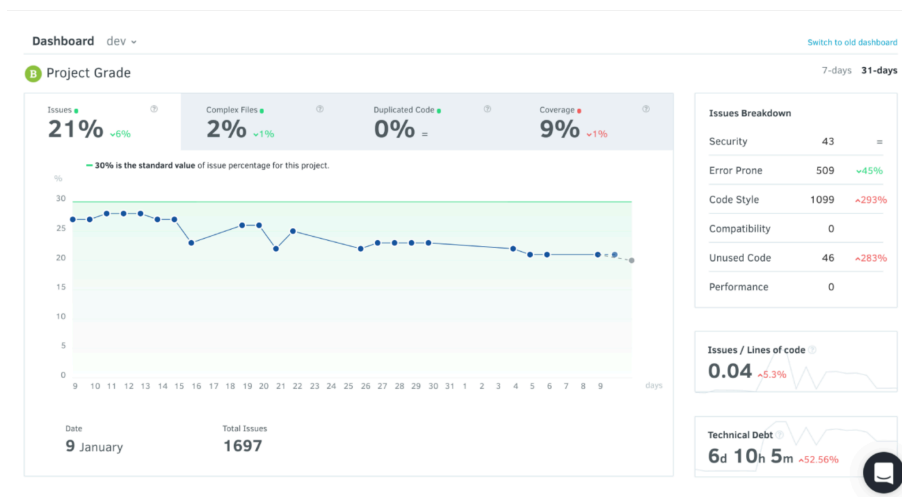 Dashboard dev
Switch to old dashboard
B Project Grade
7-days 31-days
Issues
21% 6%
Complex Files
2% 1%
Duplicated Code
0% =
Coverage
9% 1%
30% is the standard value of issue percentage for this project.
%
30
25
20
15
10
5
0
9 10 11 12 13 14 15 16 17 18 19 20 21 22 23 24 25 26 27 28 29 30 31 1 2 3 4 5 6 7 8 9 days
Date
9 January
Total Issues
1697
Issues Breakdown
Security 43 =
Error Prone 509 45%
Code Style 1099 293%
Compatibility 0
Unused Code 46 283%
Performance 0
Issues / Lines of code
0.04 5.3%
Technical Debt
6d 10h 5m 52.56%